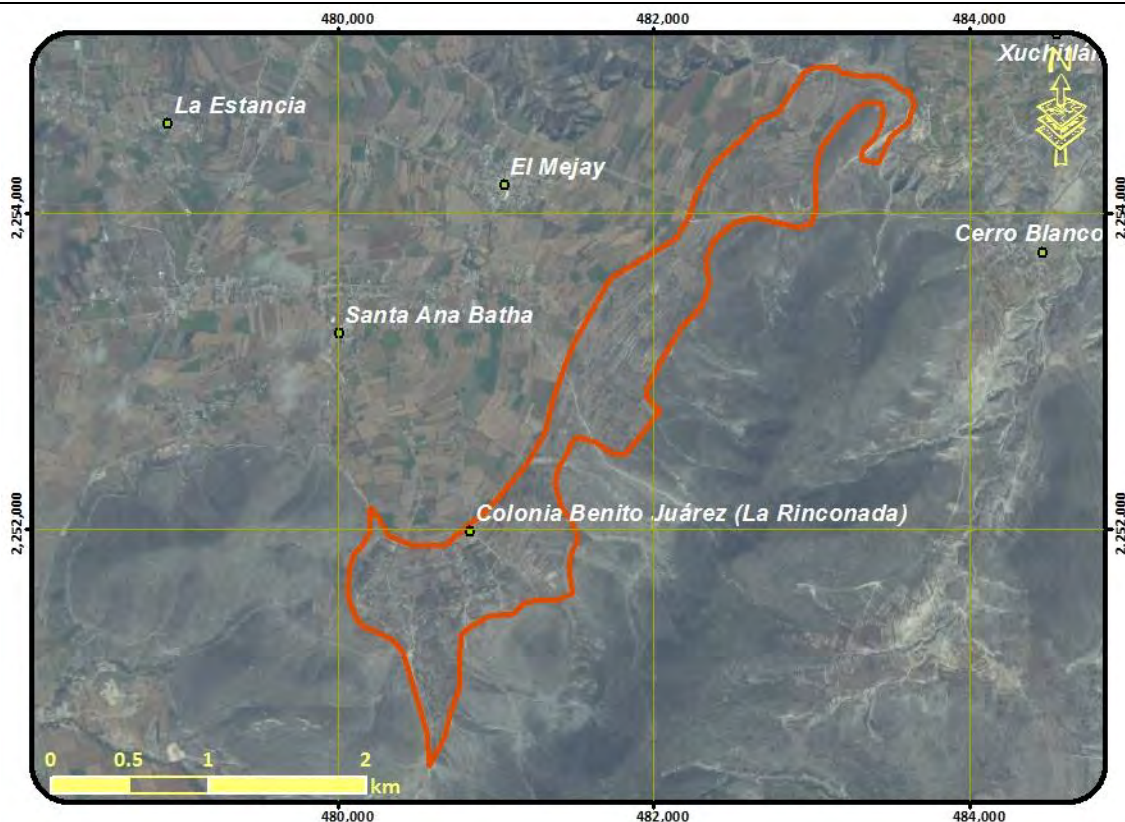 480,000 482,000 484,000
Xuchitlán
N
La Estancia
El Mejay
2,254,000 2,254,000
Cerro Blanco
Santa Ana Batha
Colonia Benito Juárez (La Rinconada)
2,252,000 2,252,000
0 0.5 1 2
km
480,000 482,000 484,000